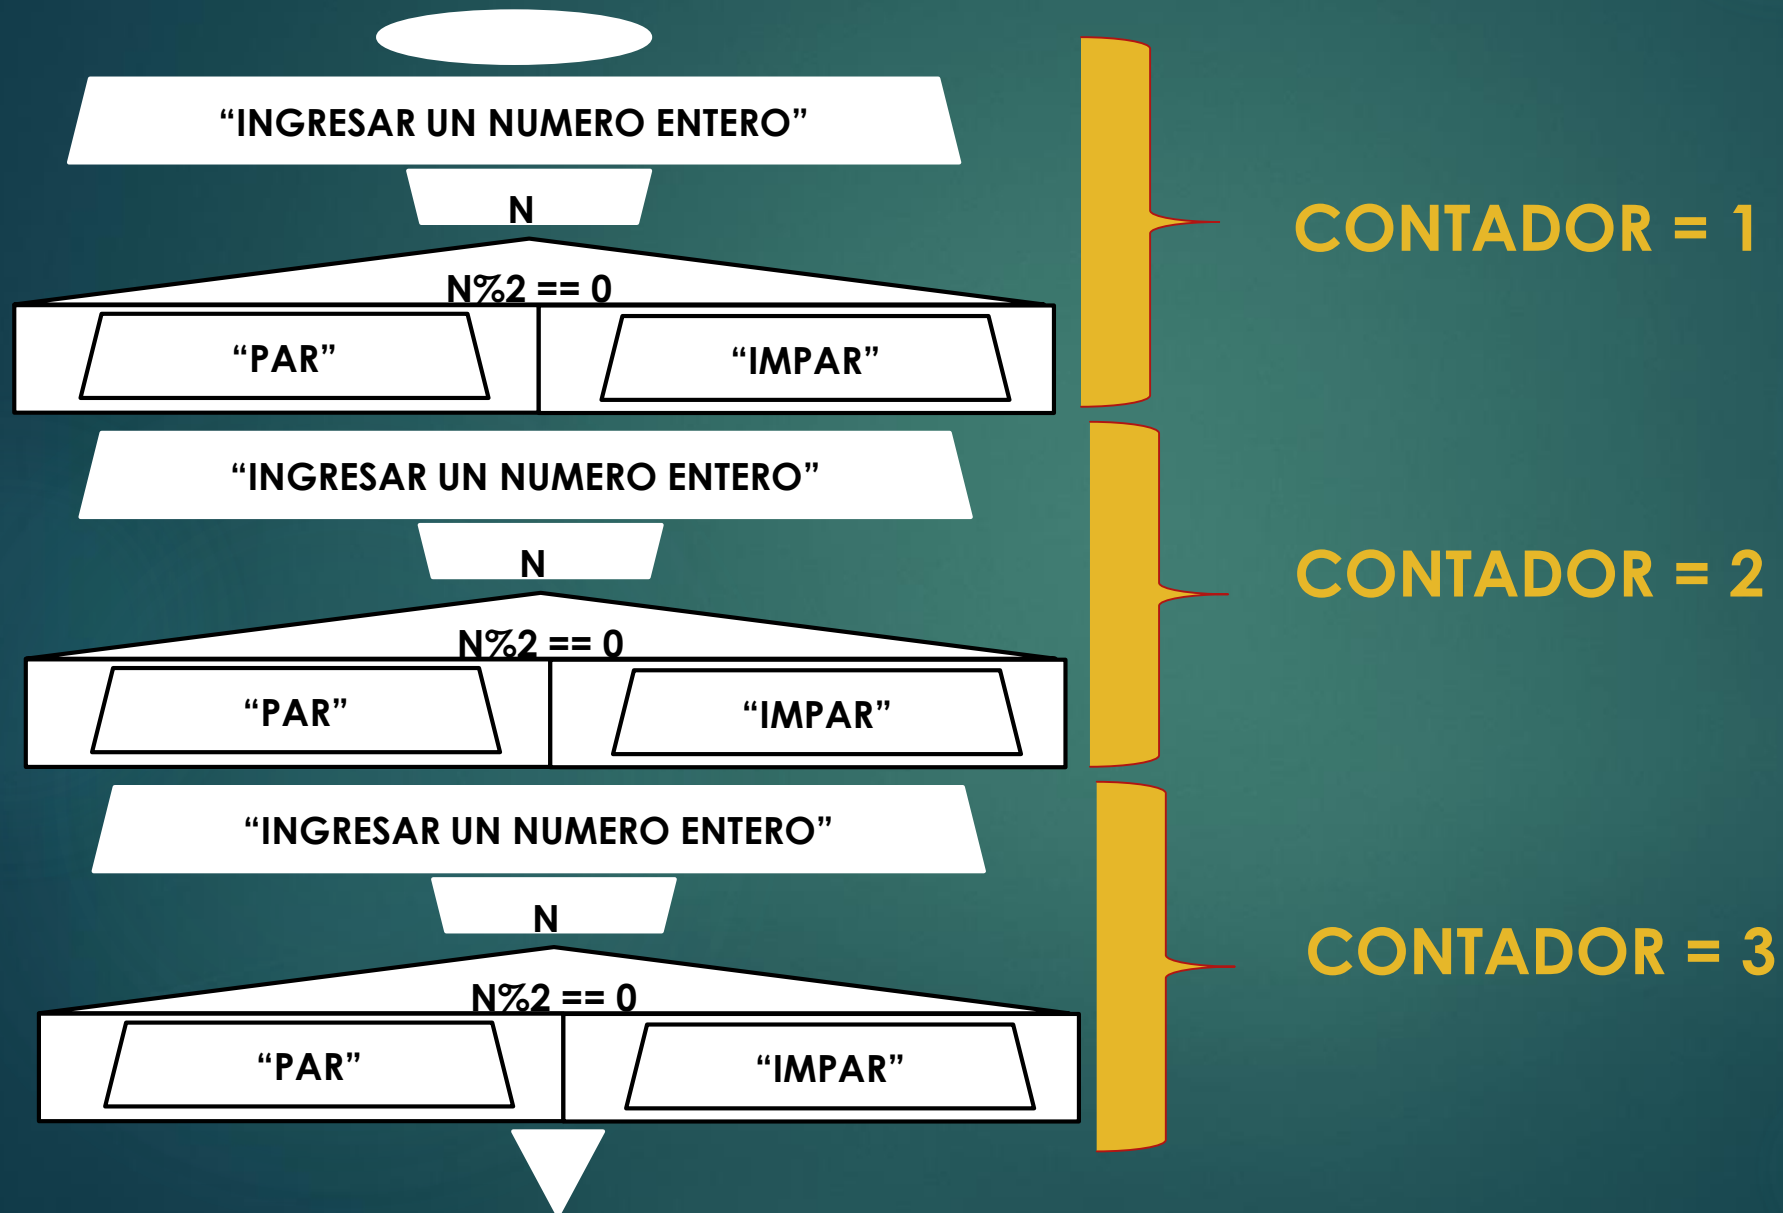 “INGRESAR UN NUMERO ENTERO”
N
N%2 == 0
“PAR”
“IMPAR”
CONTADOR = 1
“INGRESAR UN NUMERO ENTERO”
N
N%2 == 0
“PAR”
“IMPAR”
CONTADOR = 2
“INGRESAR UN NUMERO ENTERO”
N
N%2 == 0
“PAR”
“IMPAR”
CONTADOR = 3